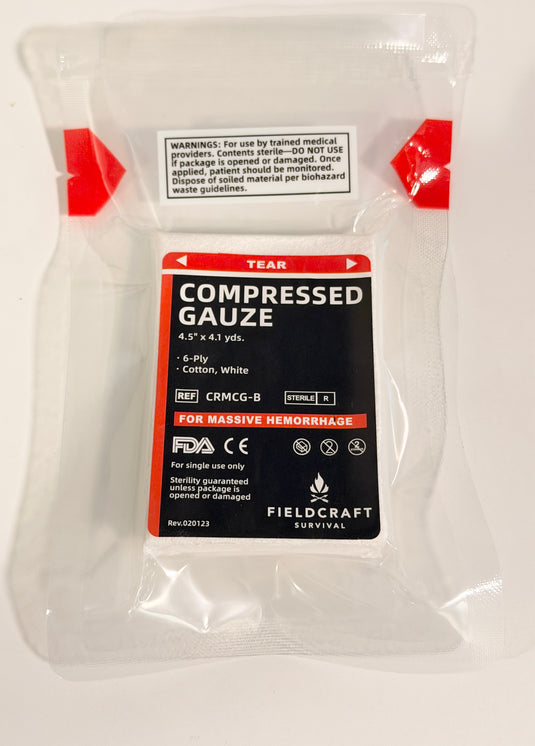 WARNINGS: For use by trained medical
providers. Contents sterile—DO NOT USE
if package is opened or damaged. Once
applied, patient should be monitored.
Dispose of soiled material per biohazard
waste guidelines.
TEAR
COMPRESSED
GAUZE
4.5" x 4.1 yds.
· 6-Ply
· Cotton, White
REF CRMCG-B STERILE R
FOR MASSIVE HEMORRHAGE
FDA CE
2
2
For single use only
Sterility guaranteed
unless package is
opened or damaged
FIELDCRAFT
SURVIVAL
Rev.020123